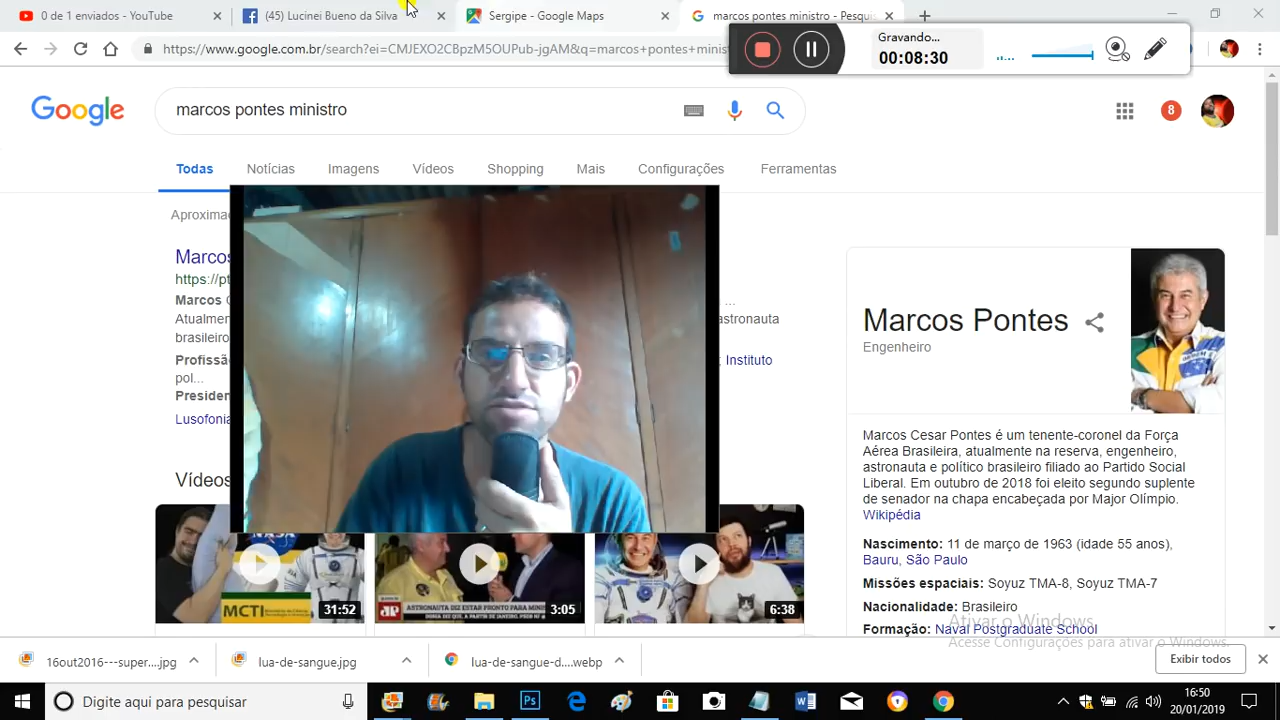 0 de 1 enviados - YouTube
(45) Lucinei Bueno da Silva
Sergipe - Google Maps
marcos pontes ministro - Pesquis
https://www.google.com.br/search?ei=CMJEXO2CBpzM5OUPub-jgAM&q=marcos+pontes+minist
Gravando...
00:08:30
Google
marcos pontes ministro
8
Todas
Notícias
Imagens
Vídeos
Shopping
Mais
Configurações
Ferramentas
Aproxima
Marcos
https://pt
Marcos
...
Atualmen
astronauta
brasileiro
Profissã
Instituto
pol...
Presiden
Lusofonia
Marcos Pontes
Engenheiro
Marcos Cesar Pontes é um tenente-coronel da Força
Aérea Brasileira, atualmente na reserva, engenheiro,
astronauta e político brasileiro filiado ao Partido Social
Liberal. Em outubro de 2018 foi eleito segundo suplente
de senador na chapa encabeçada por Major Olímpio.
Wikipédia
Nascimento: 11 de março de 1963 (idade 55 anos),
Bauru, São Paulo
Missões espaciais: Soyuz TMA-8, Soyuz TMA-7
Nacionalidade: Brasileiro
Formação: Naval Postgraduate School
Vídeos
MCTI
31:52
ASTRONAUTA DIZ ESTAR PRONTO PARA MINI
3:05
6:38
Ativar o Windows
Acesse Configurações para ativar o Windows.
16out2016---super....jpg
lua-de-sangue.jpg
lua-de-sangue-d....webp
Exibir todos
Digite aqui para pesquisar
16:50
20/01/2019